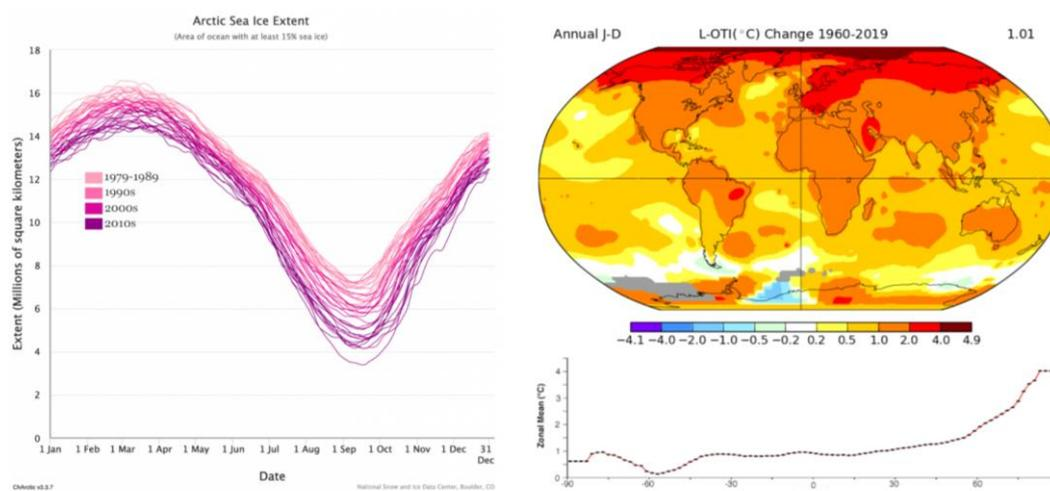 Arctic Sea Ice Extent
(Area of ocean with at least 15% sea ice)
18
16
14
12
10
8
6
4
2
0
Extent (Millions of square kilometers)
1979-1989
1990s
2000s
2010s
1 Jan 1 Feb 1 Mar 1 Apr 1 May 1 Jun 1 Jul 1 Aug 1 Sep 1 Oct 1 Nov 1 Dec 31 Dec
Date
ChArctic v3.3.7
National Snow and Ice Data Center, Boulder, CO
Annual J-D L-OTI(°C) Change 1960-2019 1.01
−4.1 −4.0 −2.0 −1.0 −0.5 −0.2 0.2 0.5 1.0 2.0 4.0 4.9
Zonal Mean (°C)
4
3
2
1
0
-90 -60 -30 0 30 60